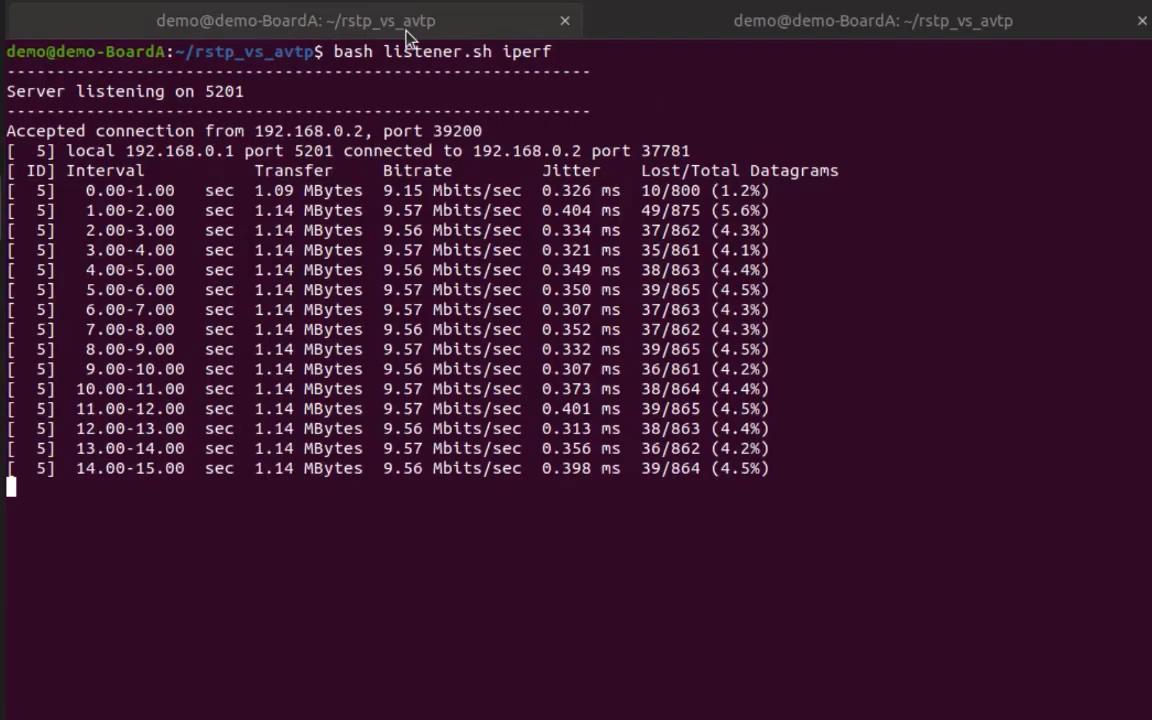 demo@demo-BoardA: ~/rstp_vs_avtp × demo@demo-BoardA: ~/rstp_vs_avtp ×
demo@demo-BoardA:~/rstp_vs_avtp$ bash listener.sh iperf
-----------------------------------------------------------
Server listening on 5201
-----------------------------------------------------------
Accepted connection from 192.168.0.2, port 39200
[  5] local 192.168.0.1 port 5201 connected to 192.168.0.2 port 37781
[ ID] Interval           Transfer     Bitrate         Jitter    Lost/Total Datagrams
[  5]   0.00-1.00   sec  1.09 MBytes  9.15 Mbits/sec  0.326 ms  10/800 (1.2%)
[  5]   1.00-2.00   sec  1.14 MBytes  9.57 Mbits/sec  0.404 ms  49/875 (5.6%)
[  5]   2.00-3.00   sec  1.14 MBytes  9.56 Mbits/sec  0.334 ms  37/862 (4.3%)
[  5]   3.00-4.00   sec  1.14 MBytes  9.57 Mbits/sec  0.321 ms  35/861 (4.1%)
[  5]   4.00-5.00   sec  1.14 MBytes  9.56 Mbits/sec  0.349 ms  38/863 (4.4%)
[  5]   5.00-6.00   sec  1.14 MBytes  9.56 Mbits/sec  0.350 ms  39/865 (4.5%)
[  5]   6.00-7.00   sec  1.14 MBytes  9.57 Mbits/sec  0.307 ms  37/863 (4.3%)
[  5]   7.00-8.00   sec  1.14 MBytes  9.56 Mbits/sec  0.352 ms  37/862 (4.3%)
[  5]   8.00-9.00   sec  1.14 MBytes  9.57 Mbits/sec  0.332 ms  39/865 (4.5%)
[  5]   9.00-10.00  sec  1.14 MBytes  9.56 Mbits/sec  0.307 ms  36/861 (4.2%)
[  5]  10.00-11.00  sec  1.14 MBytes  9.57 Mbits/sec  0.373 ms  38/864 (4.4%)
[  5]  11.00-12.00  sec  1.14 MBytes  9.57 Mbits/sec  0.401 ms  39/865 (4.5%)
[  5]  12.00-13.00  sec  1.14 MBytes  9.56 Mbits/sec  0.313 ms  38/863 (4.4%)
[  5]  13.00-14.00  sec  1.14 MBytes  9.57 Mbits/sec  0.356 ms  36/862 (4.2%)
[  5]  14.00-15.00  sec  1.14 MBytes  9.56 Mbits/sec  0.398 ms  39/864 (4.5%)